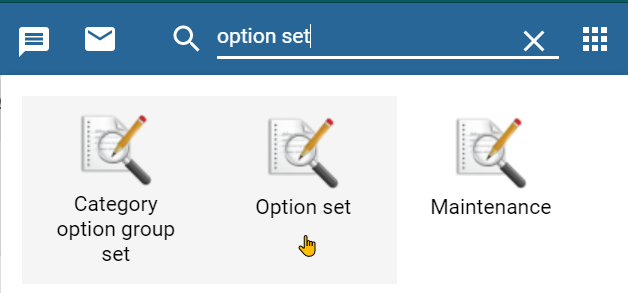 option set
Category
option group
set
Option set
Maintenance